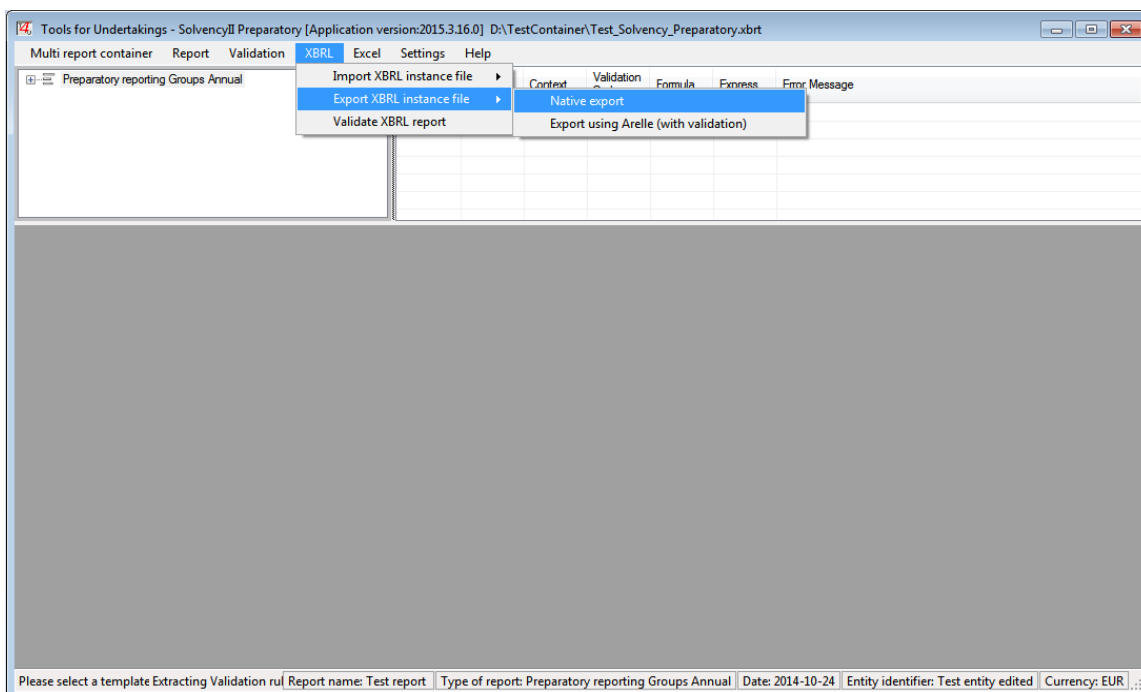 Tools for Undertakings - SolvencyII Preparatory [Application version:2015.3.16.0] D:\TestContainer\Test_Solvency_Preparatory.xbrt
Multi report container Report Validation XBRL Excel Settings Help
Preparatory reporting Groups Annual
Import XBRL instance file
Export XBRL instance file
Validate XBRL report
Native export
Export using Arelle (with validation)
Context Validation Formula Express Error Message
Please select a template Extracting Validation rul Report name: Test report Type of report: Preparatory reporting Groups Annual Date: 2014-10-24 Entity identifier: Test entity edited Currency: EUR